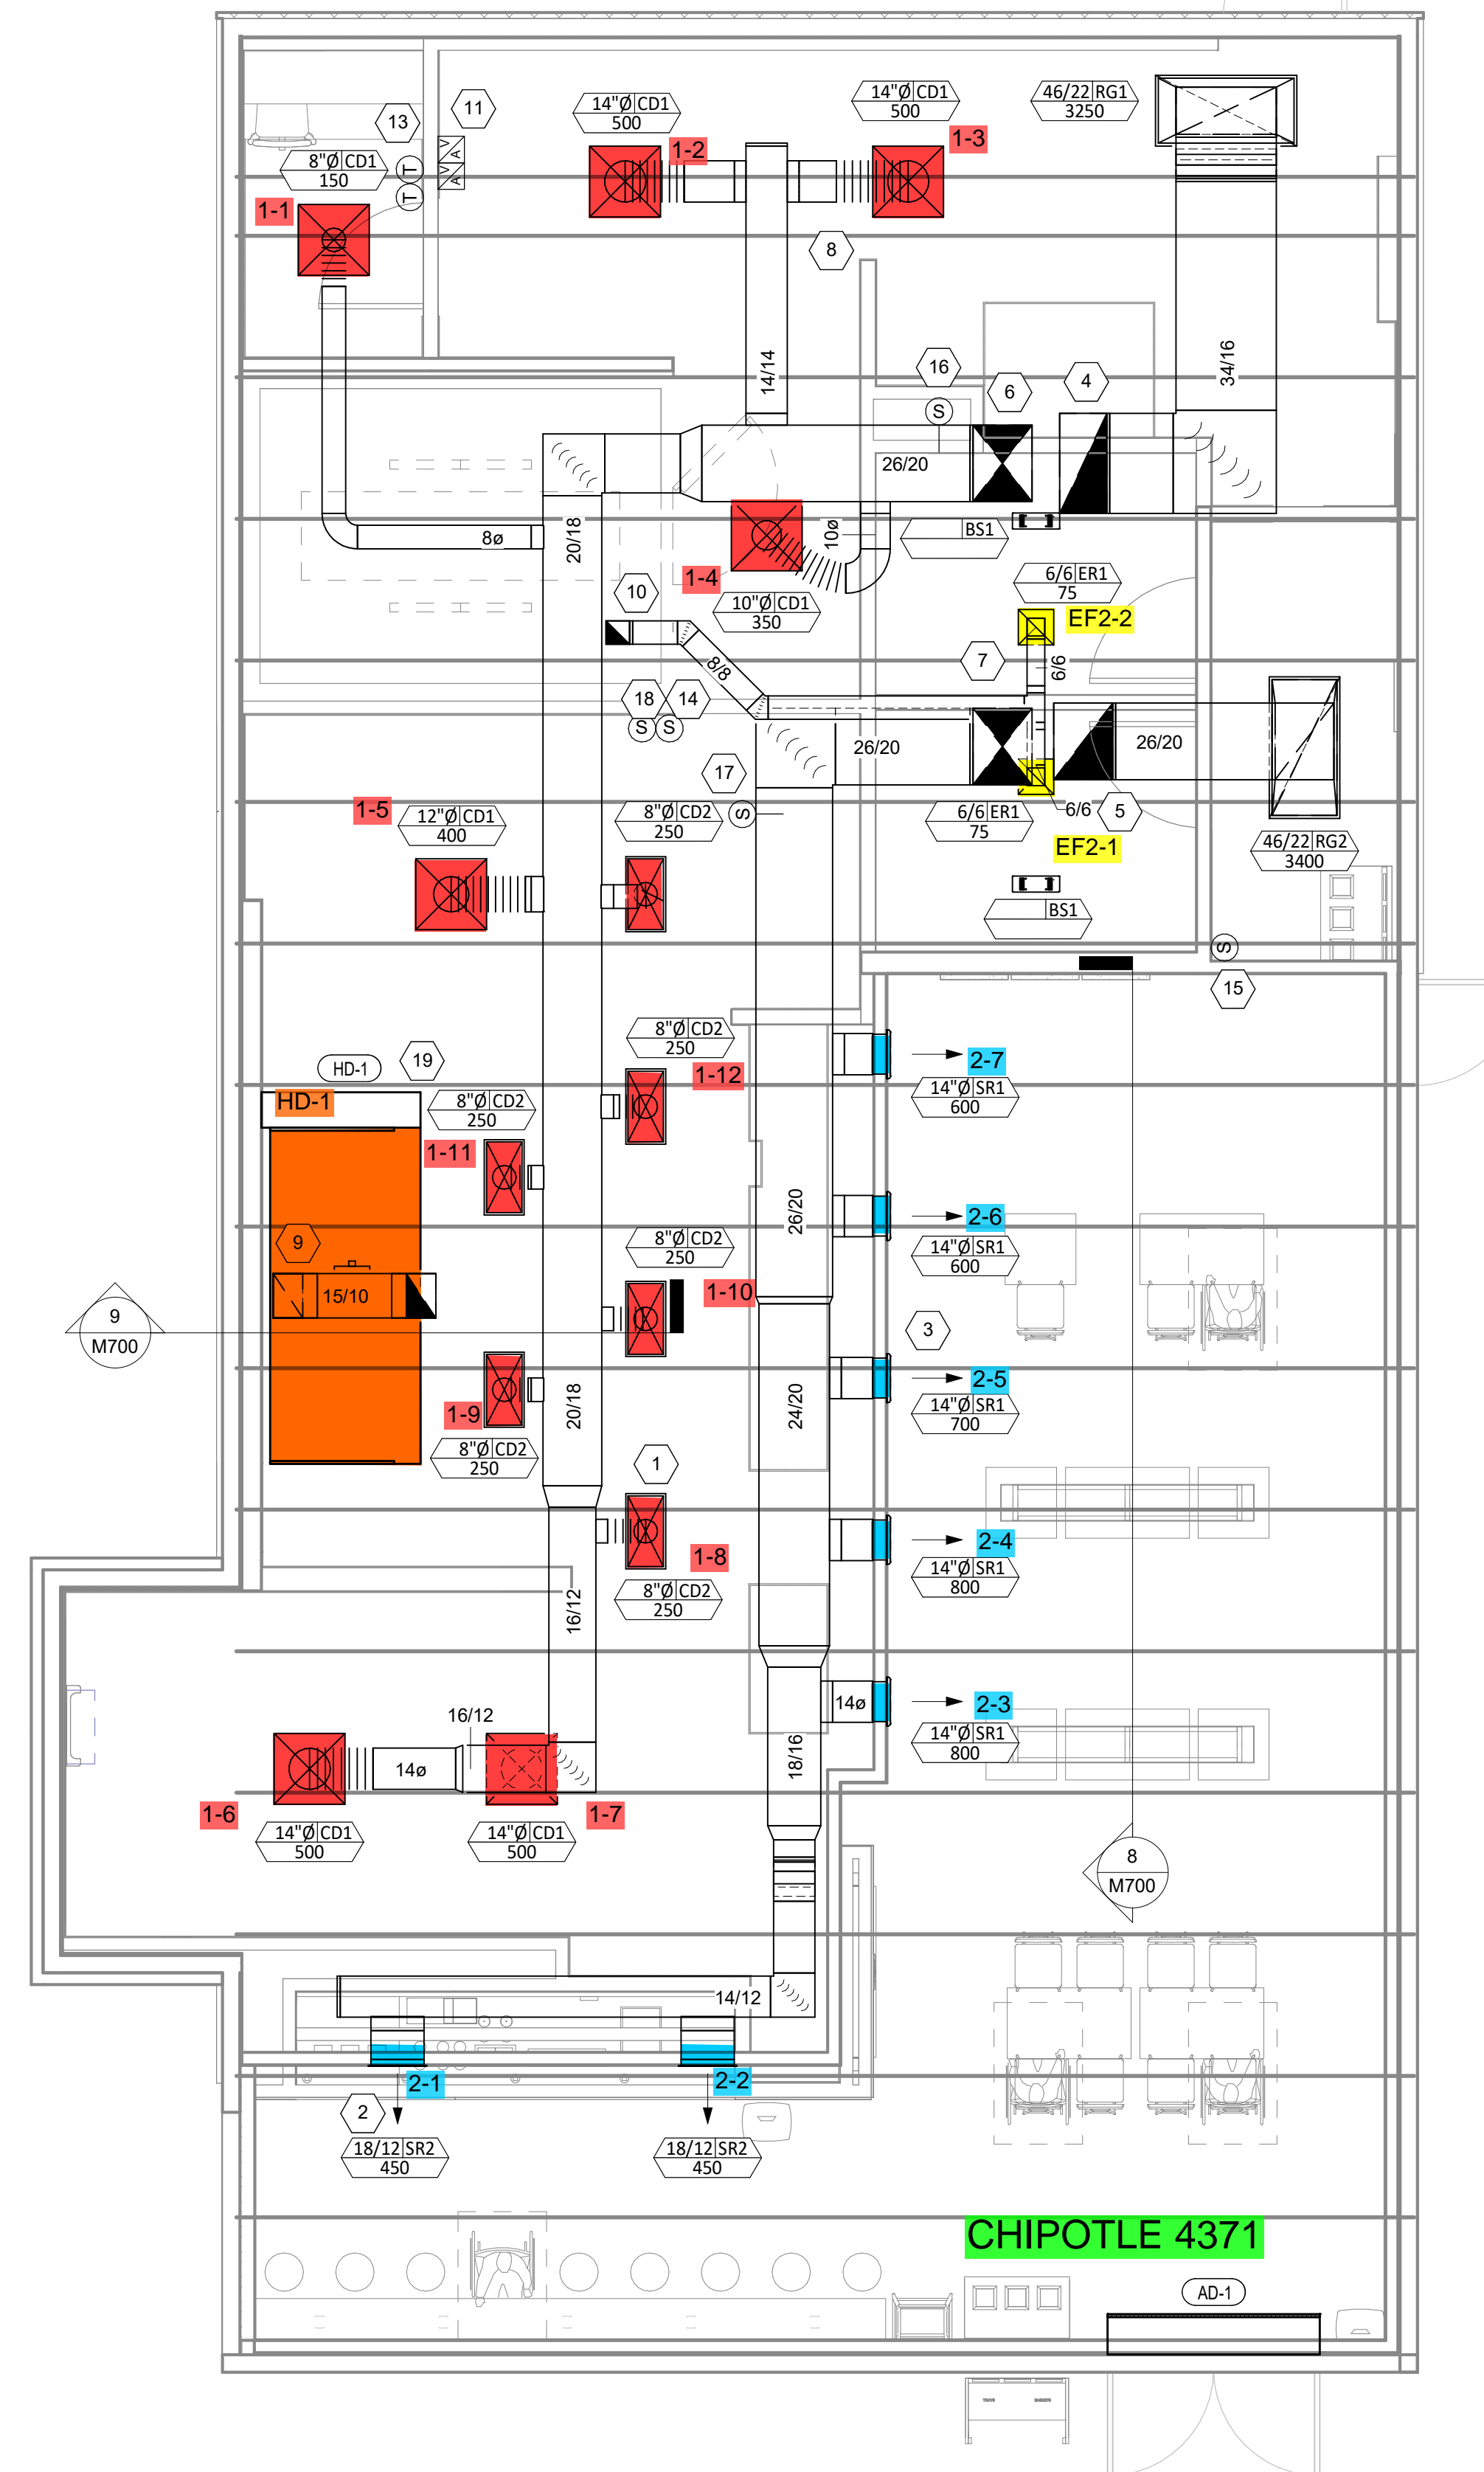 13
11
14"Ø CD1
500
14"Ø CD1
500
46/22 RG1
3250
8"Ø CD1
150
T
T
V
A
V
A
1-2
1-3
1-1
8
14/14
34/16
16
6
4
S
26/20
8ø
20/18
10ø
BS1
1-4
10"Ø CD1
350
10
6/6 ER1
75
EF2-2
7
6/6
8/8
18
14
S
S
26/20
26/20
17
S
1-5
12"Ø CD1
400
8"Ø CD2
250
6/6 ER1
75
6/6
5
EF2-1
46/22 RG2
3400
BS1
S
15
HD-1
19
8"Ø CD2
250
1-12
HD-1
8"Ø CD2
250
1-11
2-7
14"Ø SR1
600
9
8"Ø CD2
250
26/20
2-6
14"Ø SR1
600
15/10
1-10
9
M700
3
1-9
20/18
24/20
2-5
14"Ø SR1
700
8"Ø CD2
250
1
1-8
2-4
14"Ø SR1
800
8"Ø CD2
250
16/12
16/12
14ø
14ø
18/16
2-3
14"Ø SR1
800
1-6
1-7
14"Ø CD1
500
14"Ø CD1
500
8
M700
14/12
2-1
2-2
2
18/12 SR2
450
18/12 SR2
450
CHIPOTLE 4371
AD-1